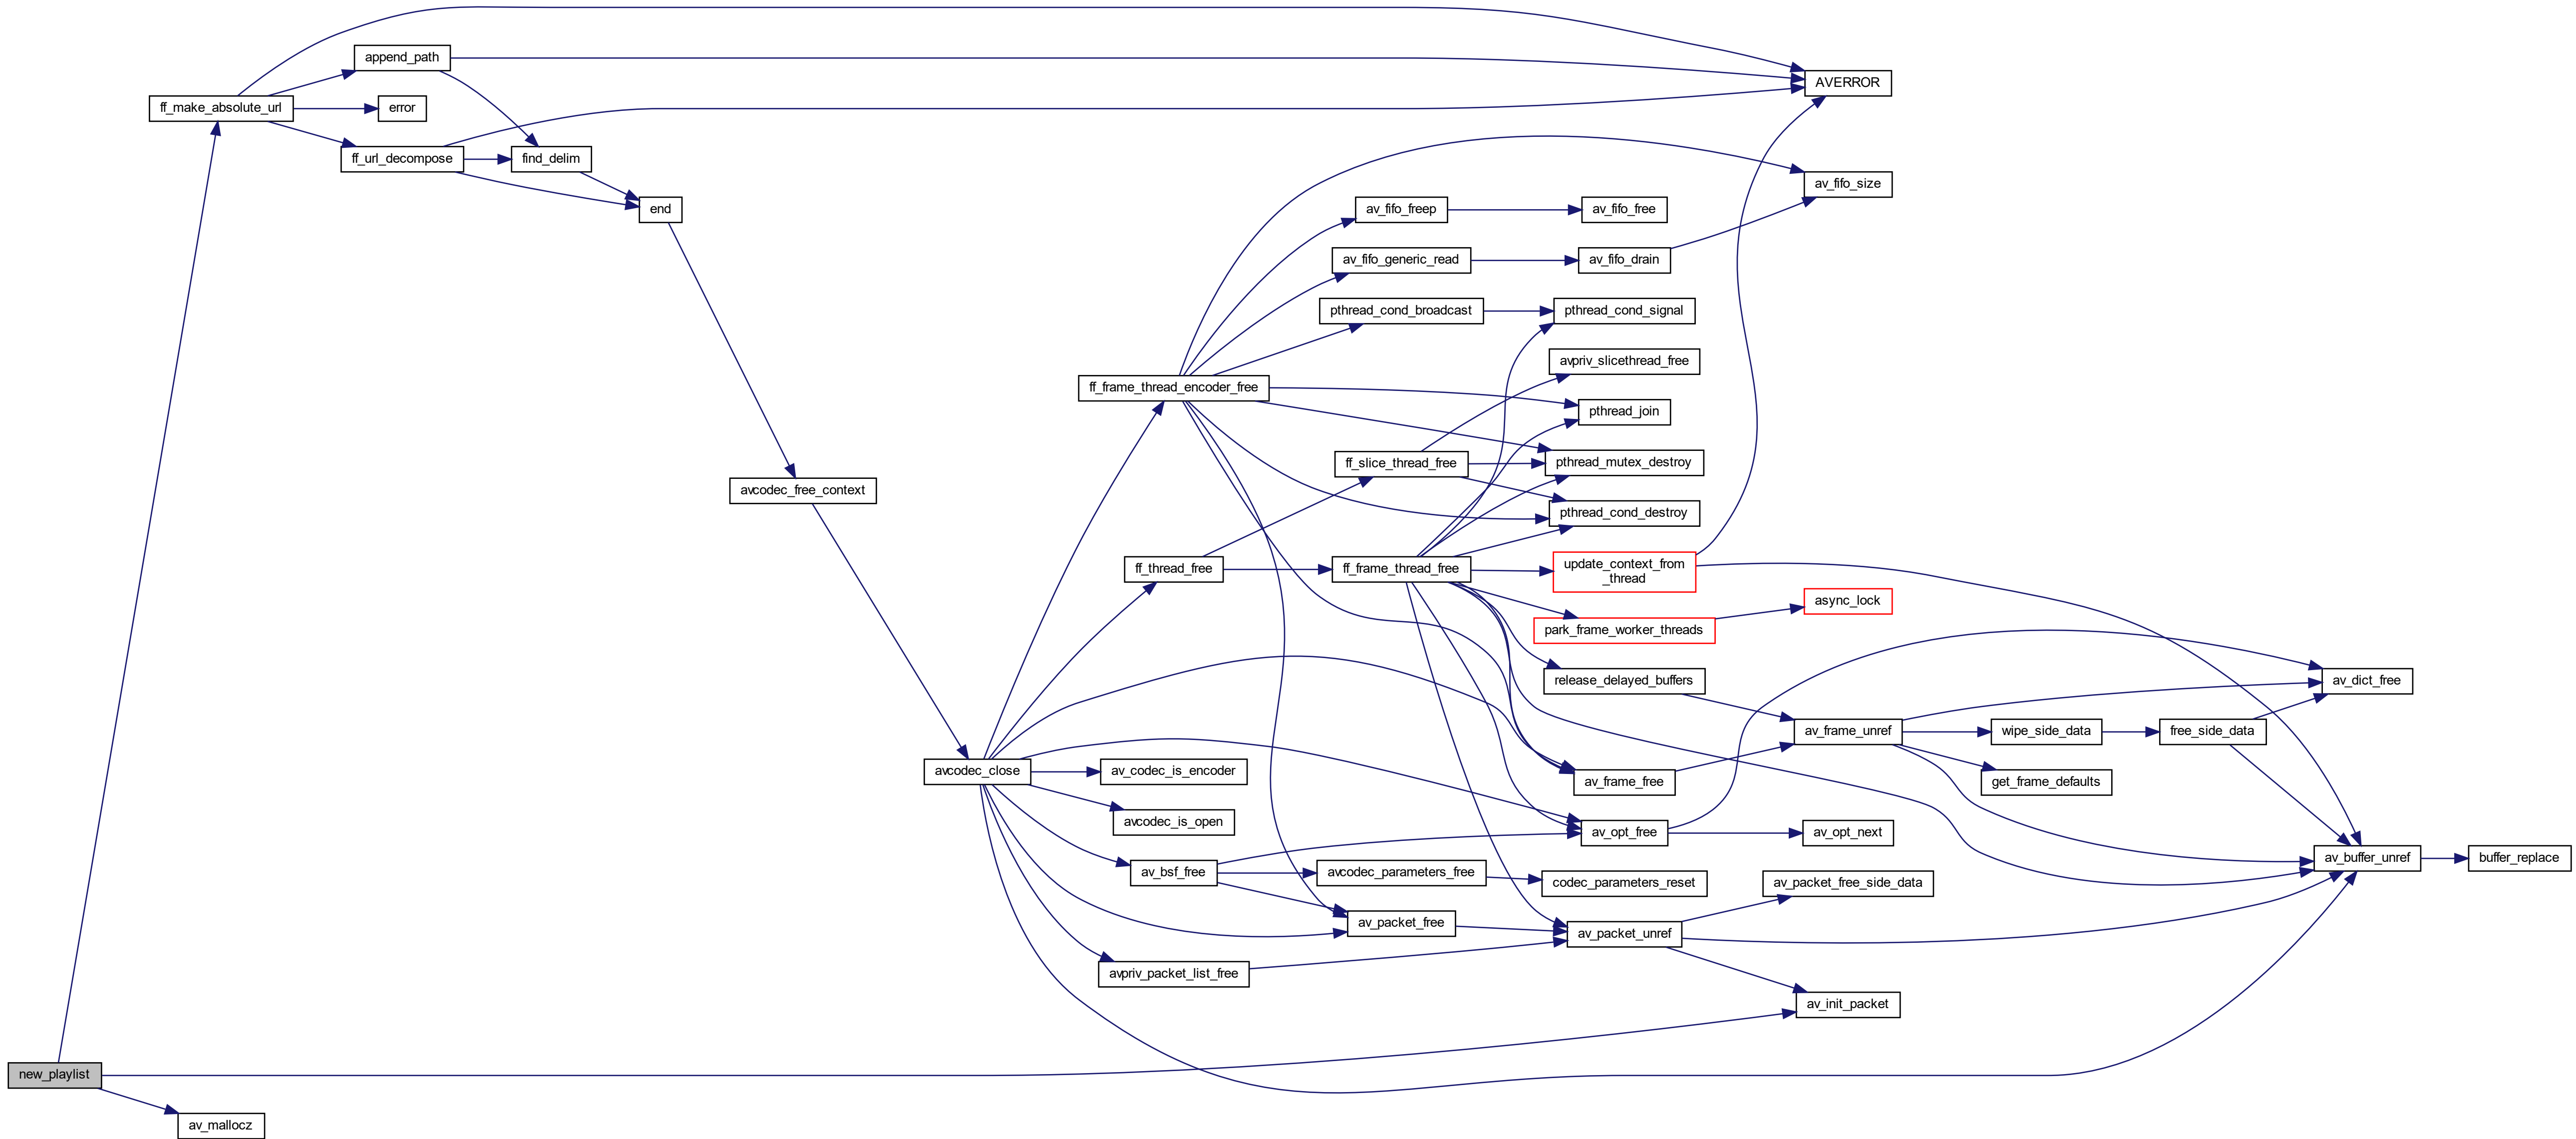 append_path
AVERROR
ff_make_absolute_url
error
ff_url_decompose
find_delim
av_fifo_size
end
av_fifo_freep
av_fifo_free
av_fifo_generic_read
av_fifo_drain
pthread_cond_broadcast
pthread_cond_signal
avpriv_slicethread_free
ff_frame_thread_encoder_free
pthread_join
ff_slice_thread_free
pthread_mutex_destroy
avcodec_free_context
pthread_cond_destroy
ff_thread_free
ff_frame_thread_free
update_context_from
_thread
async_lock
park_frame_worker_threads
release_delayed_buffers
av_dict_free
av_frame_unref
wipe_side_data
free_side_data
avcodec_close
av_codec_is_encoder
av_frame_free
get_frame_defaults
avcodec_is_open
av_opt_free
av_opt_next
av_buffer_unref
buffer_replace
av_bsf_free
avcodec_parameters_free
codec_parameters_reset
av_packet_free_side_data
av_packet_free
av_packet_unref
avpriv_packet_list_free
av_init_packet
new_playlist
av_mallocz